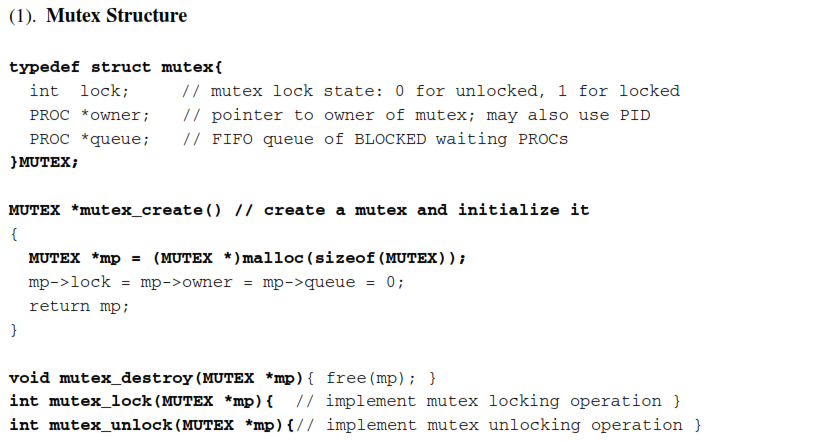 (1). Mutex Structure
typedef struct mutex{
int lock; // mutex lock state: 0 for unlocked, 1 for locked
PROC *owner; // pointer to owner of mutex; may also use PID
PROC *queue; // FIFO queue of BLOCKED waiting PROCs
}MUTEX;
MUTEX *mutex_create() // create a mutex and initialize it
{
MUTEX *mp = (MUTEX *)malloc(sizeof(MUTEX));
mp->lock = mp->owner = mp->queue = 0;
return mp;
}
void mutex_destroy(MUTEX *mp){ free(mp); }
int mutex_lock(MUTEX *mp){ // implement mutex locking operation }
int mutex_unlock(MUTEX *mp){// implement mutex unlocking operation }